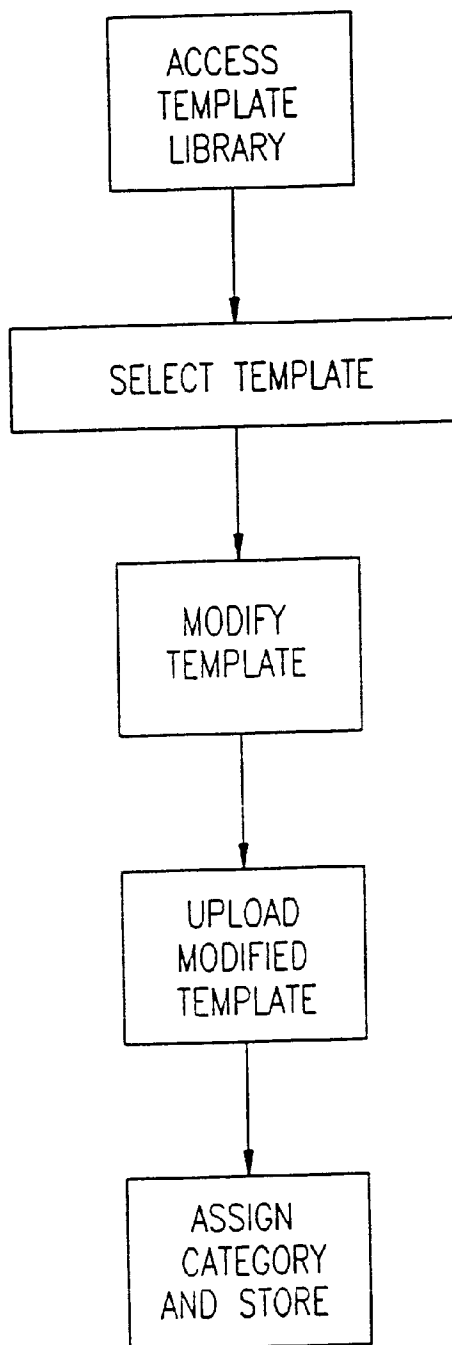 ACCESS
TEMPLATE
LIBRARY
SELECT TEMPLATE
MODIFY
TEMPLATE
UPLOAD
MODIFIED
TEMPLATE
ASSIGN
CATEGORY
AND STORE